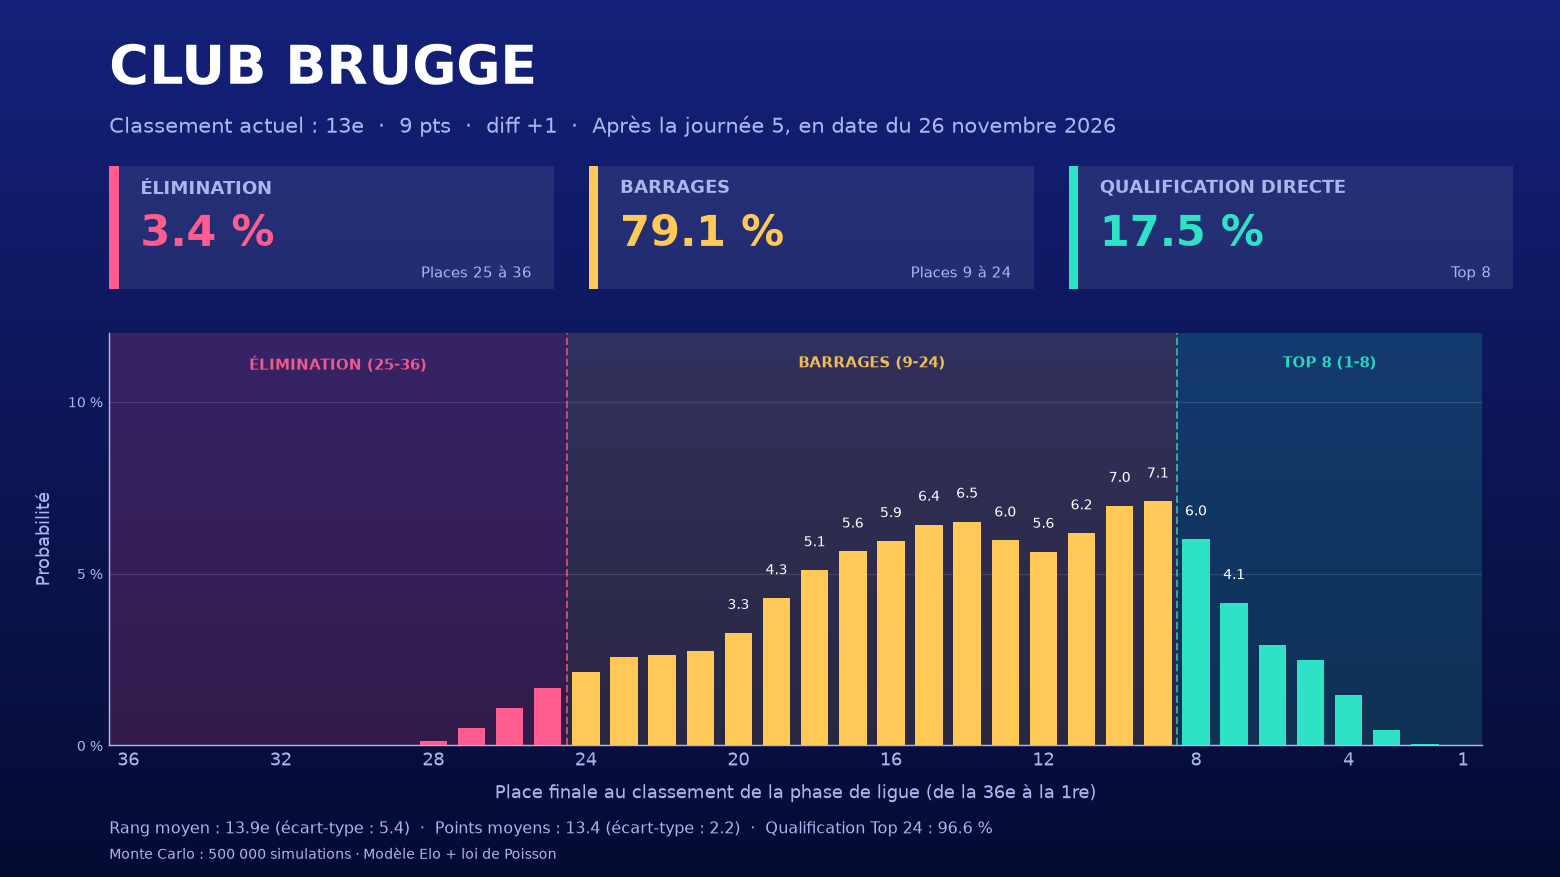 CLUB BRUGGE
Classement actuel : 13e · 9 pts · diff +1 · Après la journée 5, en date du 26 novembre 2026
ÉLIMINATION
3.4 %
Places 25 à 36
BARRAGES
79.1 %
Places 9 à 24
QUALIFICATION DIRECTE
17.5 %
Top 8
ÉLIMINATION (25-36)
BARRAGES (9-24)
TOP 8 (1-8)
Probabilité
10 %
5 %
0 %
3.3
4.3
5.1
5.6
5.9
6.4
6.5
6.0
5.6
6.2
7.0
7.1
6.0
4.1
36 32 28 24 20 16 12 8 4 1
Place finale au classement de la phase de ligue (de la 36e à la 1re)
Rang moyen : 13.9e (écart-type : 5.4) · Points moyens : 13.4 (écart-type : 2.2) · Qualification Top 24 : 96.6 %
Monte Carlo : 500 000 simulations · Modèle Elo + loi de Poisson